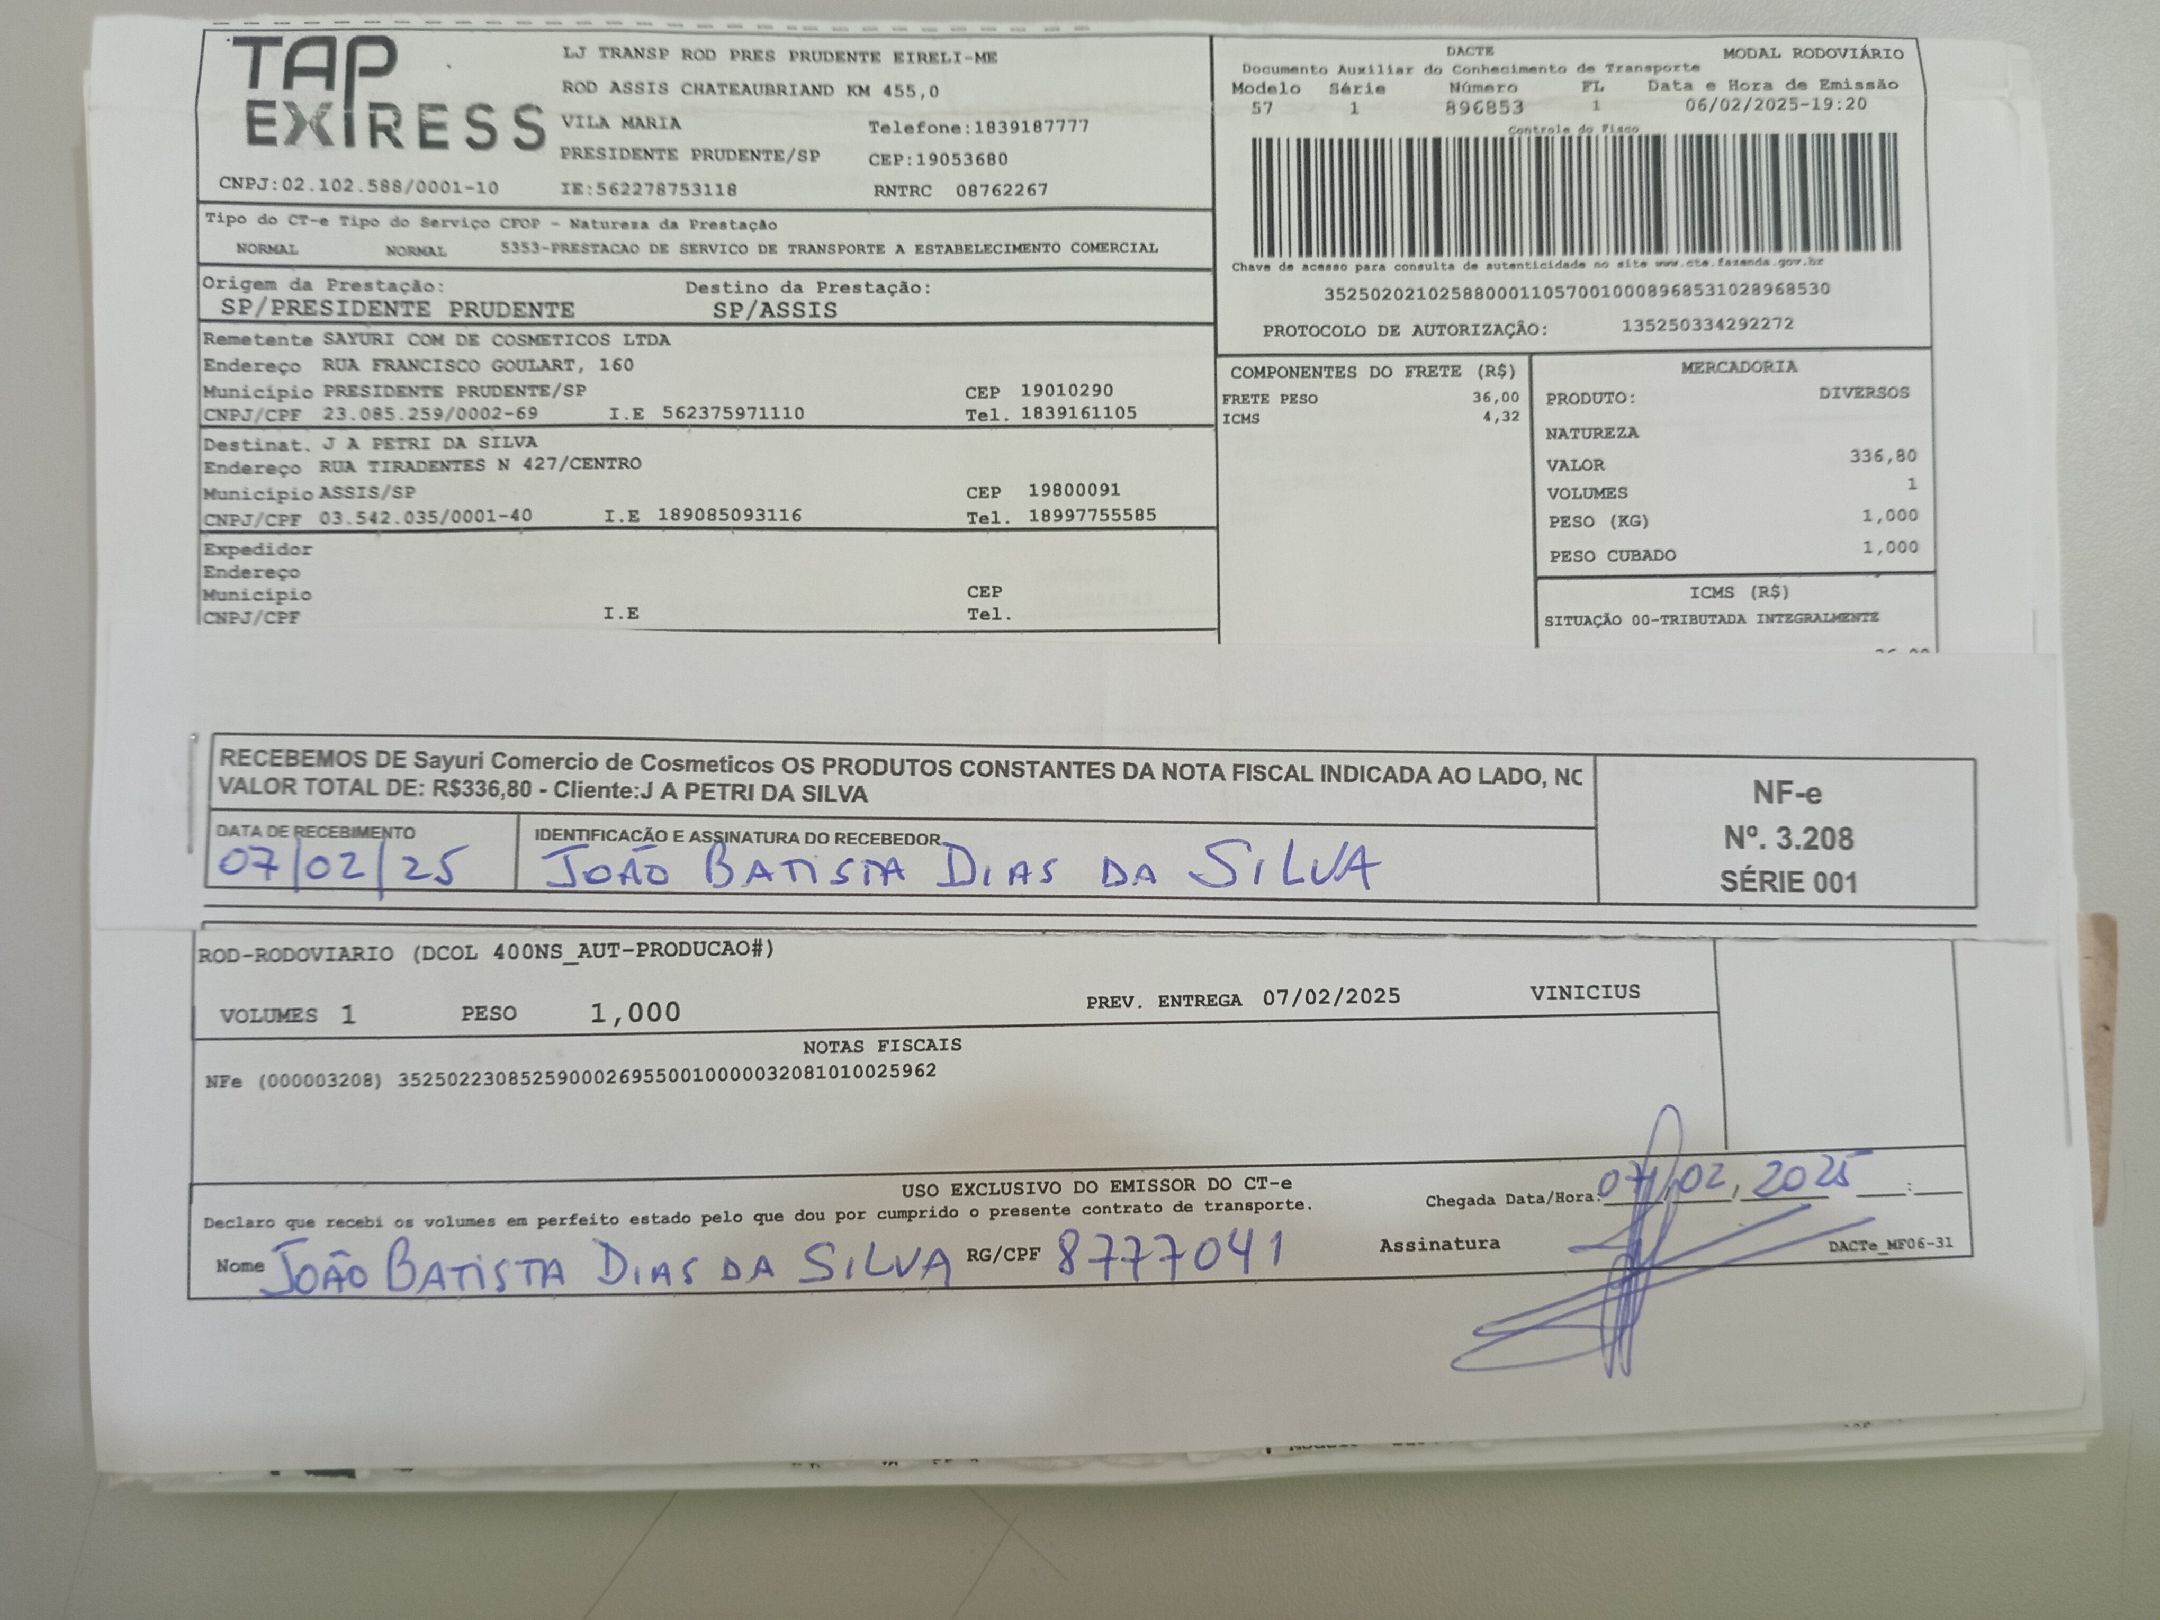 TAP
EXIRESS
LJ TRANSP ROD PRES PRUDENTE EIRELI-ME
ROD ASSIS CHATEAUBRIAND KM 455,0
VILA MARIA Telefone:1839187777
PRESIDENTE PRUDENTE/SP CEP:19053680
CNPJ:02.102.588/0001-10 IE:562278753118 RNTRC 08762267
DACTE MODAL RODOVIÁRIO
Documento Auxiliar do Conhecimento de Transporte
Modelo Série Número FL Data e Hora de Emissão
57 1 896853 1 06/02/2025-19:20
Controle do Fisco
Chave de acesso para consulta de autenticidade no site www.cte.fazenda.gov.br
35250202102588000110570010008968531028968530
PROTOCOLO DE AUTORIZAÇÃO: 135250334292272
Tipo do CT-e Tipo do Serviço CFOP - Natureza da Prestação
NORMAL NORMAL 5353-PRESTACAO DE SERVICO DE TRANSPORTE A ESTABELECIMENTO COMERCIAL
Origem da Prestação: Destino da Prestação:
SP/PRESIDENTE PRUDENTE SP/ASSIS
Remetente SAYURI COM DE COSMETICOS LTDA
Endereço RUA FRANCISCO GOULART, 160
Município PRESIDENTE PRUDENTE/SP CEP 19010290
CNPJ/CPF 23.085.259/0002-69 I.E 562375971110 Tel. 1839161105
Destinat. J A PETRI DA SILVA
Endereço RUA TIRADENTES N 427/CENTRO
Município ASSIS/SP CEP 19800091
CNPJ/CPF 03.542.035/0001-40 I.E 189085093116 Tel. 18997755585
Expedidor
Endereço
Município CEP
CNPJ/CPF I.E Tel.
COMPONENTES DO FRETE (R$)
FRETE PESO 36,00
ICMS 4,32
MERCADORIA
PRODUTO: DIVERSOS
NATUREZA
VALOR 336,80
VOLUMES 1
PESO (KG) 1,000
PESO CUBADO 1,000
ICMS (R$)
SITUAÇÃO 00-TRIBUTADA INTEGRALMENTE
RECEBEMOS DE Sayuri Comercio de Cosmeticos OS PRODUTOS CONSTANTES DA NOTA FISCAL INDICADA AO LADO, NO
VALOR TOTAL DE: R$336,80 - Cliente:J A PETRI DA SILVA
DATA DE RECEBIMENTO IDENTIFICAÇÃO E ASSINATURA DO RECEBEDOR
07/02/25 JOÃO BATISTA DIAS DA SILVA
NF-e
Nº. 3.208
SÉRIE 001
ROD-RODOVIARIO (DCOL 400NS_AUT-PRODUCAO#)
VOLUMES 1 PESO 1,000 PREV. ENTREGA 07/02/2025 VINICIUS
NOTAS FISCAIS
NFe (000003208) 35250223085259000269550010000032081010025962
USO EXCLUSIVO DO EMISSOR DO CT-e
Declaro que recebi os volumes em perfeito estado pelo que dou por cumprido o presente contrato de transporte.
Chegada Data/Hora: 07/02/2025 __:__
Nome JOÃO BATISTA DIAS DA SILVA RG/CPF 8777041 Assinatura
DACTe_MF06-31